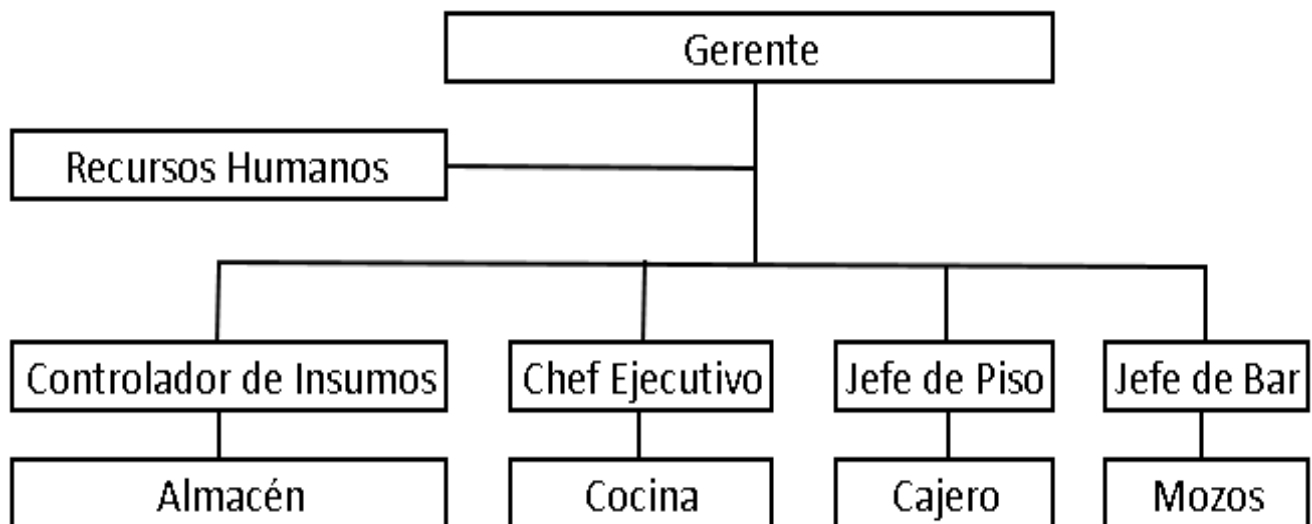 Gerente
Recursos Humanos
Controlador de Insumos
Chef Ejecutivo
Jefe de Piso
Jefe de Bar
Almacén
Cocina
Cajero
Mozos